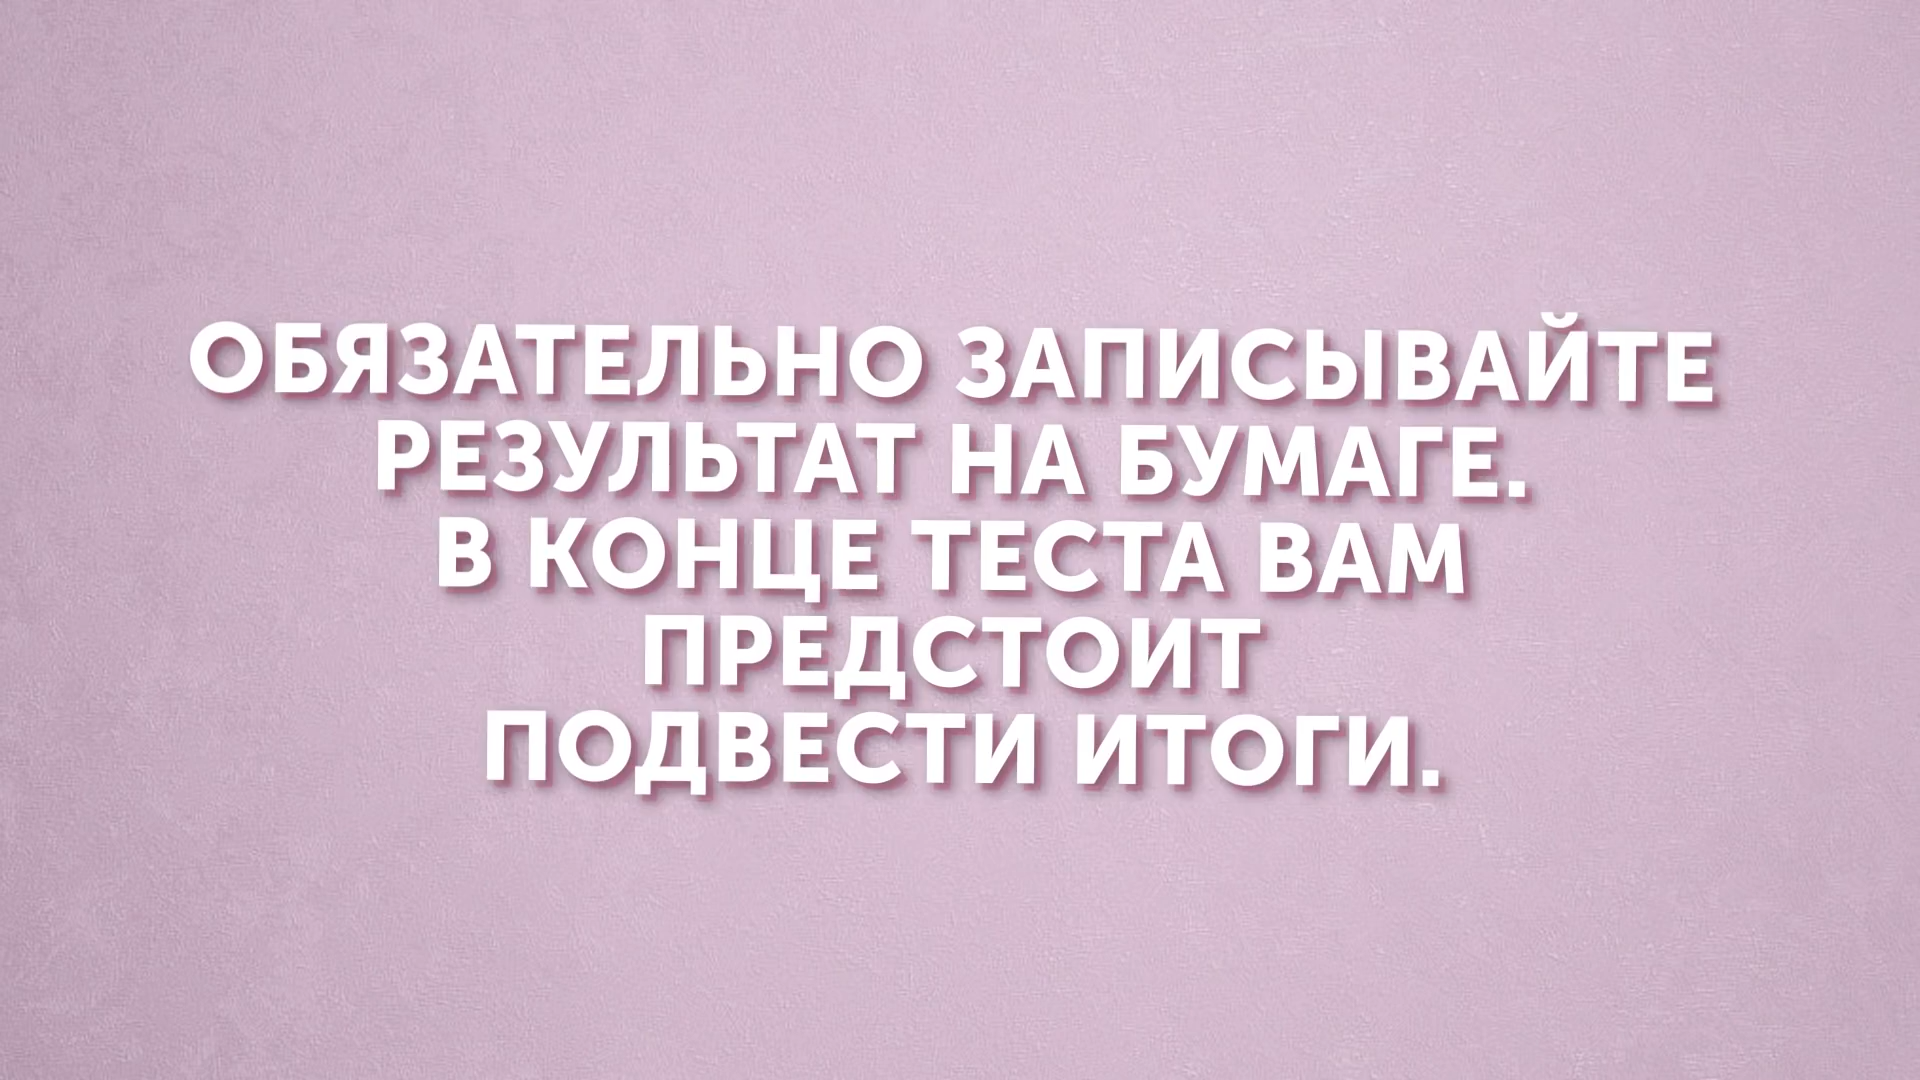 ОБЯЗАТЕЛЬНО ЗАПИСЫВАЙТЕ
РЕЗУЛЬТАТ НА БУМАГЕ.
В КОНЦЕ ТЕСТА ВАМ
ПРЕДСТОИТ
ПОДВЕСТИ ИТОГИ.